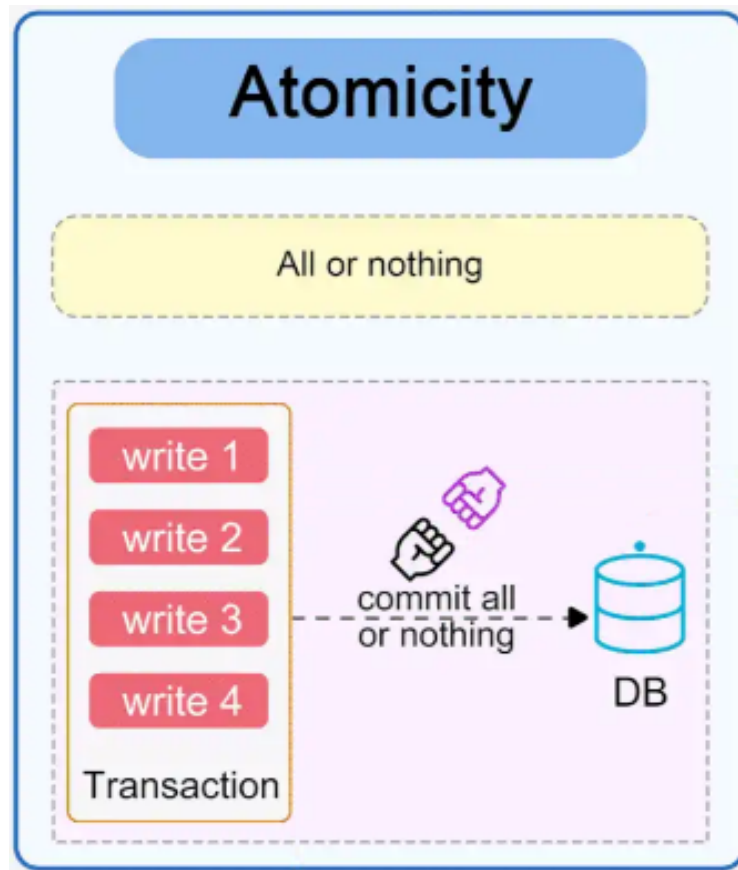 Atomicity
All or nothing
write 1
write 2
write 3
write 4
Transaction
commit all
or nothing
DB